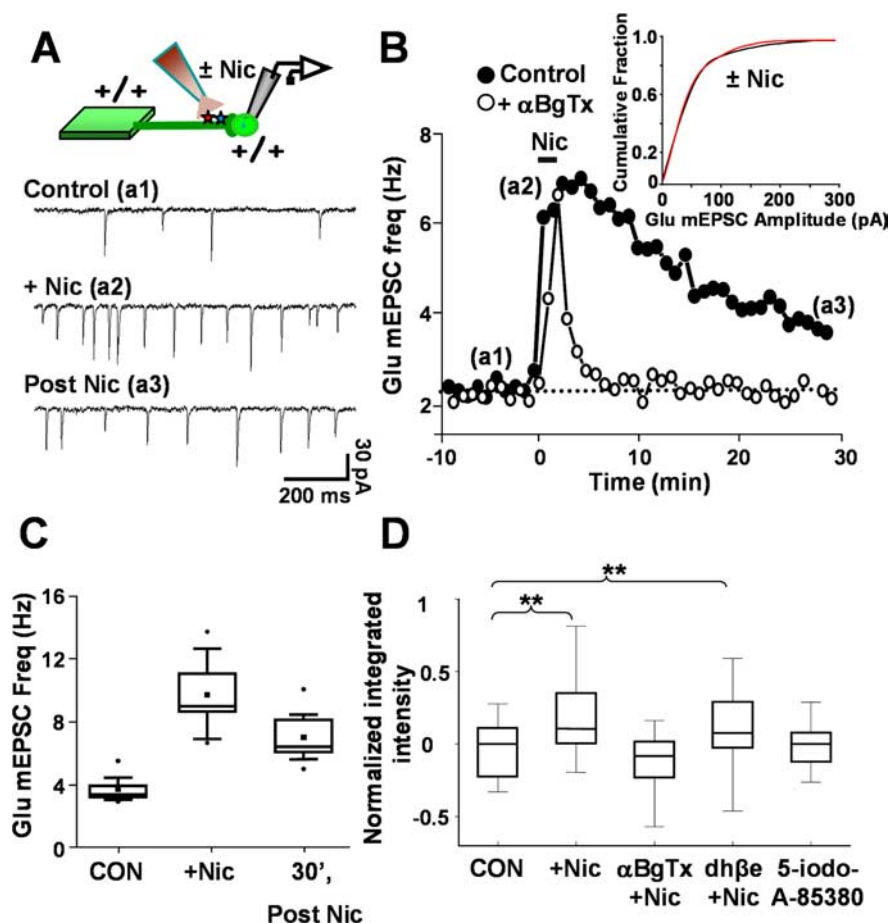 A
± Nic
+/+
+/+
Control (a1)
+ Nic (a2)
Post Nic (a3)
30 pA
200 ms
B
Control
+ αBgTx
Nic
(a1)
(a2)
(a3)
Glu mEPSC freq (Hz)
8
6
4
2
-10
0
10
20
30
Time (min)
Cumulative Fraction
1.0
0.8
0.6
0.4
0.2
± Nic
0
100
200
300
Glu mEPSC Amplitude (pA)
C
Glu mEPSC Freq (Hz)
16
12
8
4
0
CON
+Nic
30’,
Post Nic
D
Normalized integrated
intensity
1
0.5
0
-0.5
**
**
CON
+Nic
αBgTx
+Nic
dhβe
+Nic
5-iodo-
A-85380